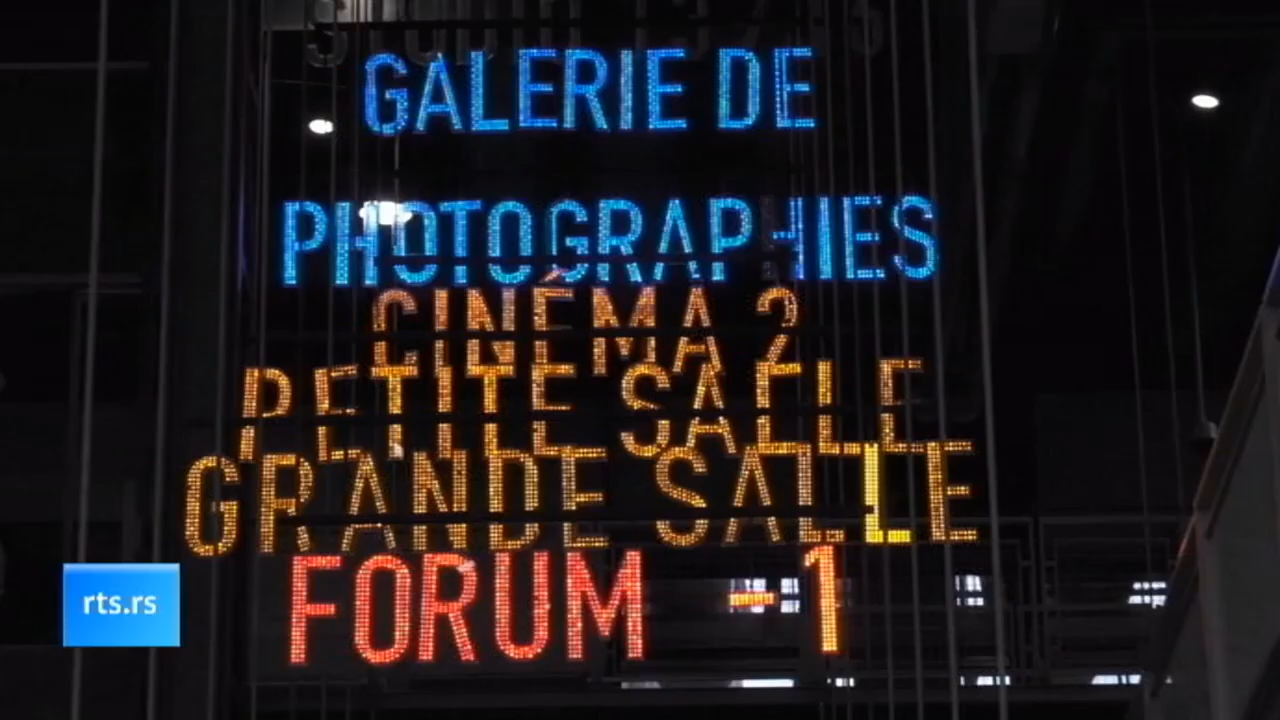 GALERIE DE
PHOTOGRAPHIES
CINÉMA 2
PETITE SALLE
GRANDE SALLE
FORUM -1
rts.rs